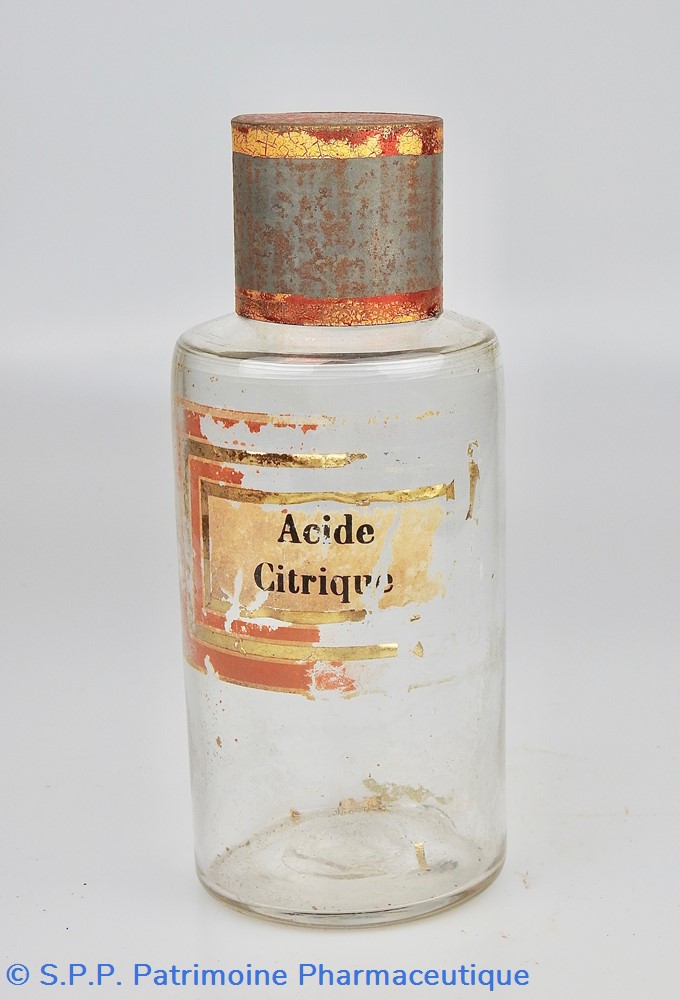 Acide
Citrique
© S.P.P. Patrimoine Pharmaceutique